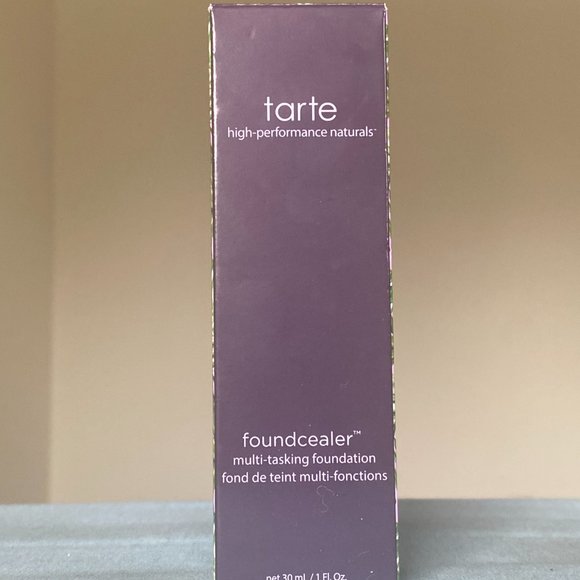 tarte
high-performance naturals™
foundcealer™
multi-tasking foundation
fond de teint multi-fonctions
net 30 mL / 1 Fl. Oz.